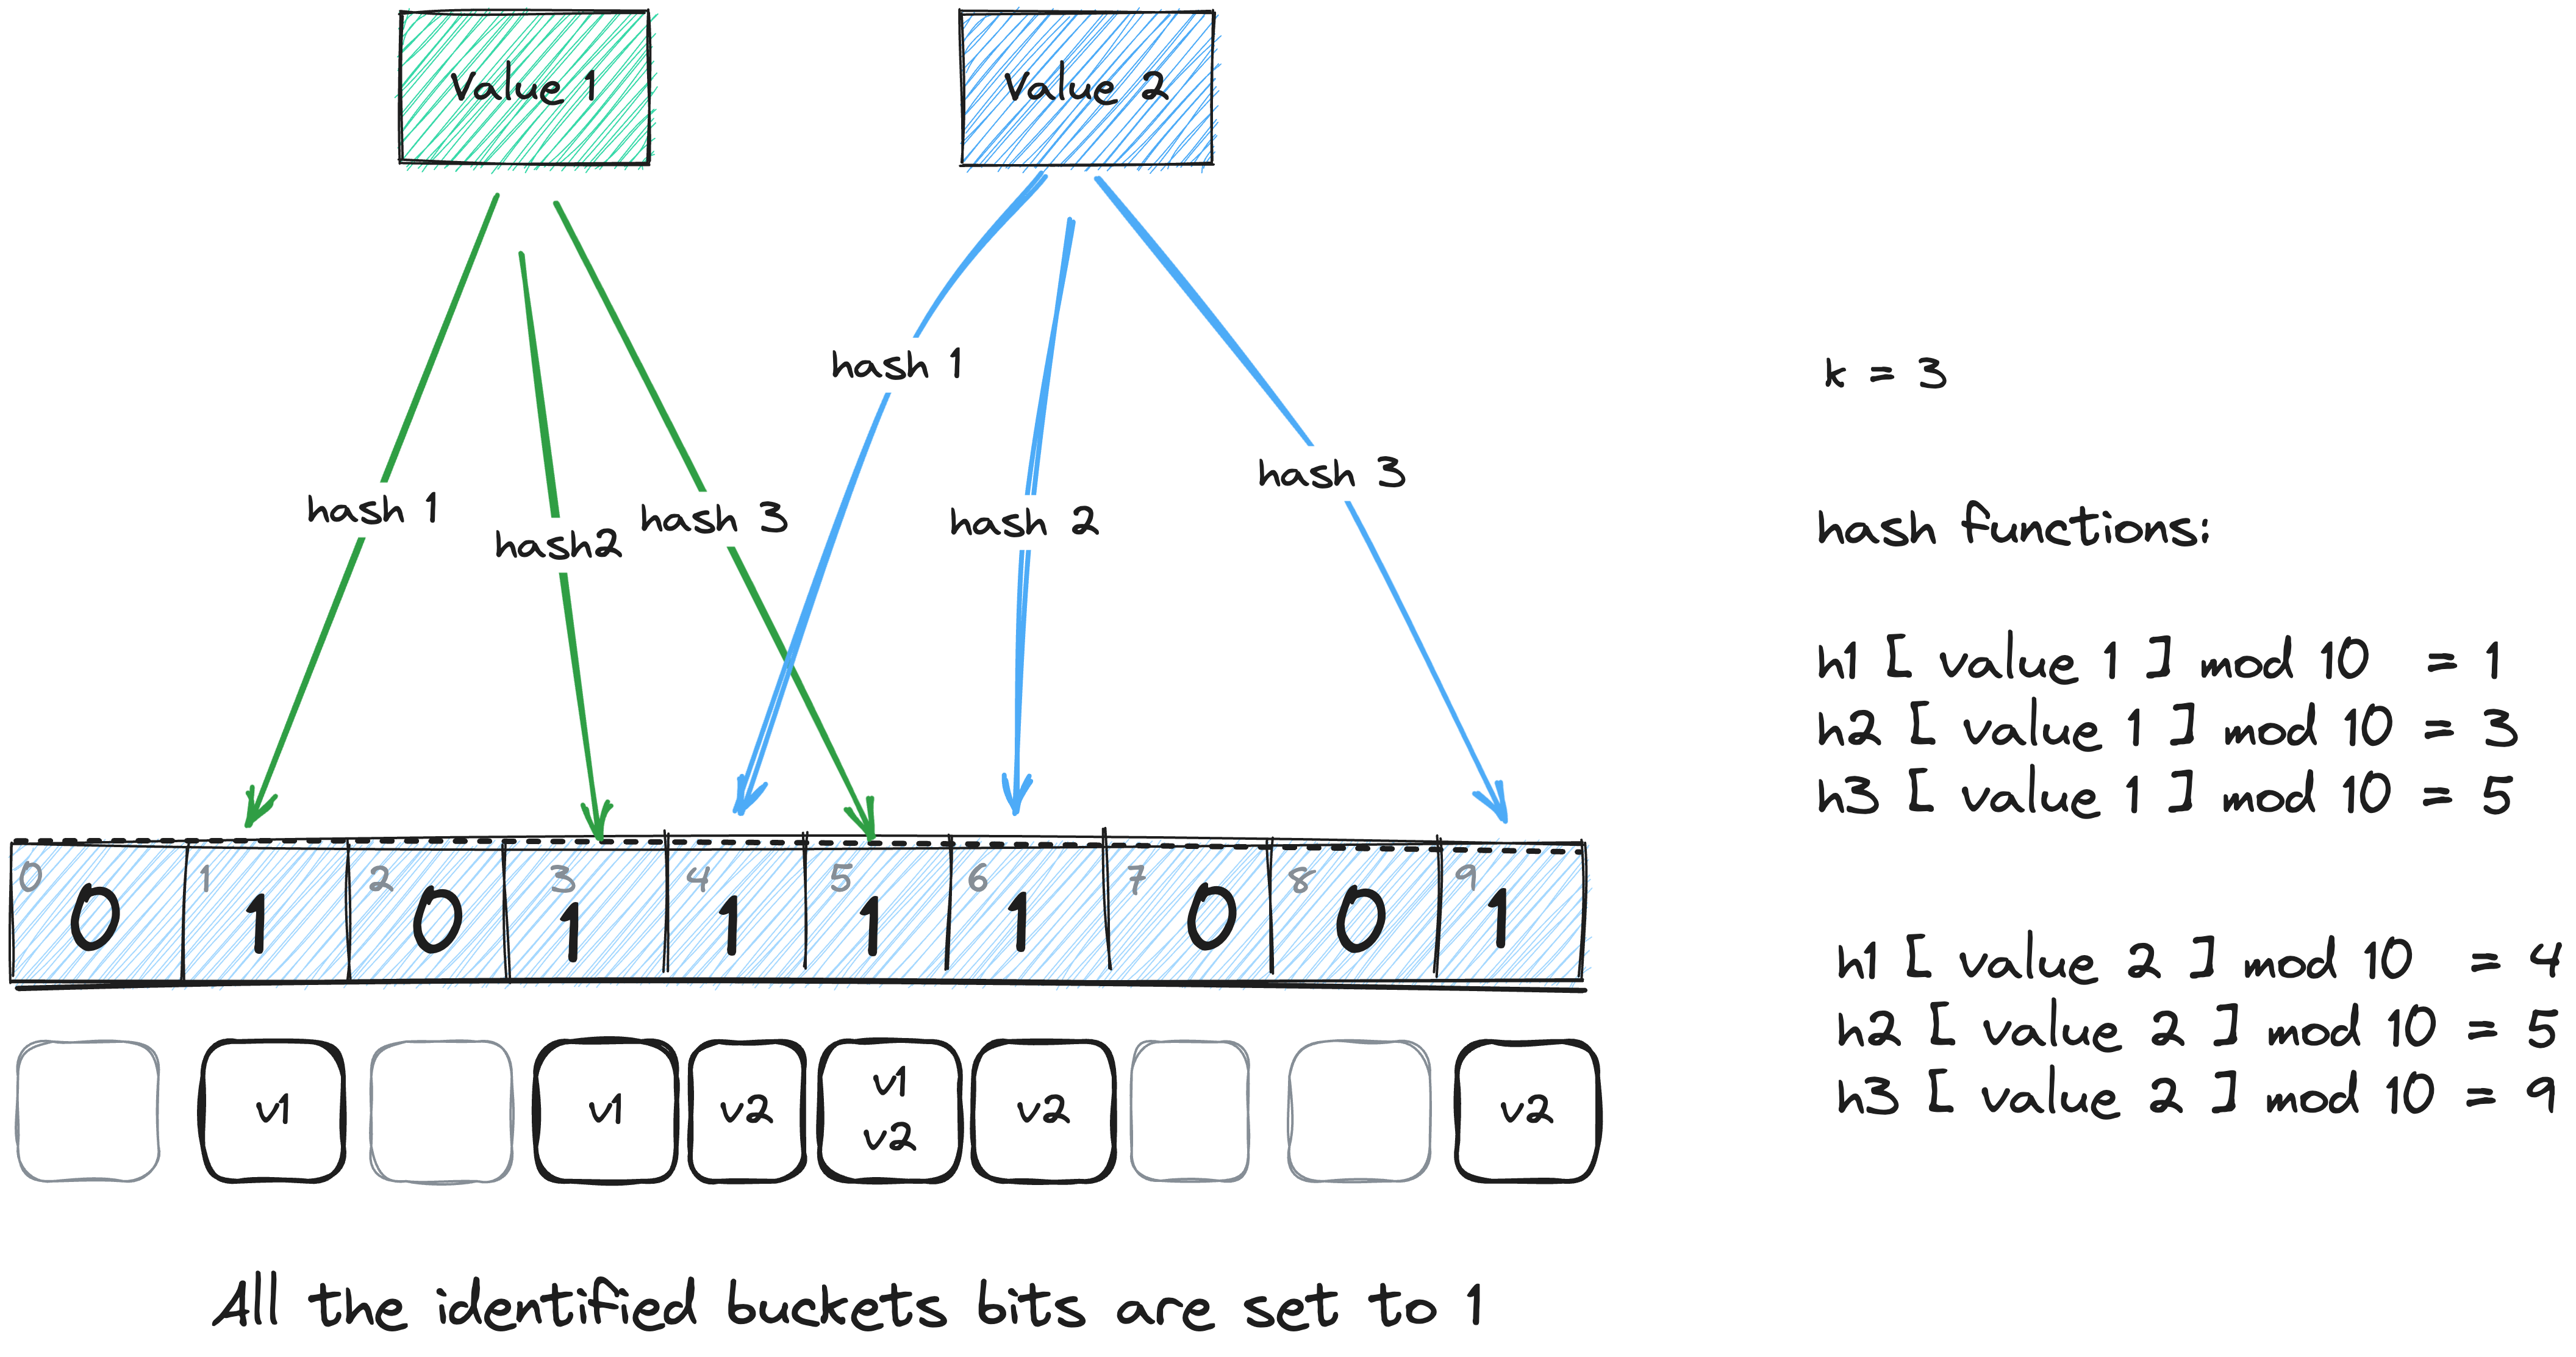 Value 1
Value 2
hash 1
hash2
hash 3
hash 1
hash 2
hash 3
0 1 2 3 4 5 6 7 8 9
0 1 0 1 1 1 1 0 0 1
v1
v1
v2
v1
v2
v2
v2
All the identified buckets bits are set to 1
k = 3
hash functions:
h1 [ value 1 ] mod 10 = 1
h2 [ value 1 ] mod 10 = 3
h3 [ value 1 ] mod 10 = 5
h1 [ value 2 ] mod 10 = 4
h2 [ value 2 ] mod 10 = 5
h3 [ value 2 ] mod 10 = 9